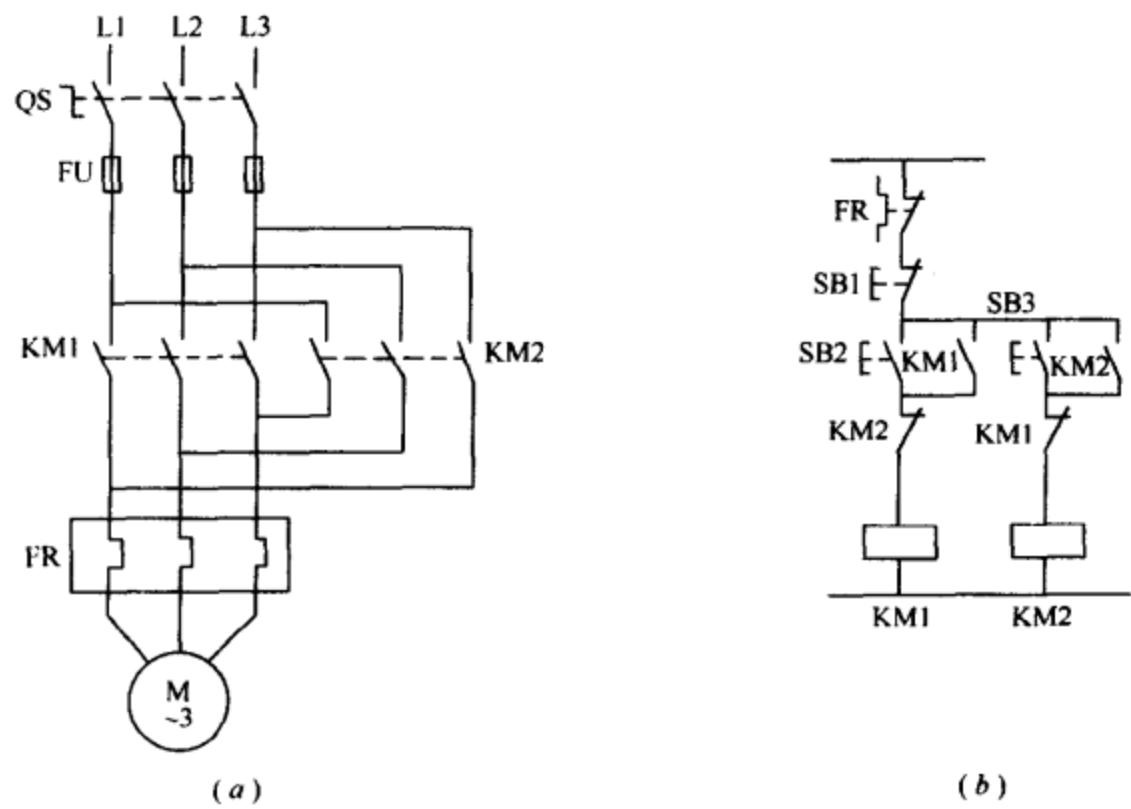 L1 L2 L3
QS
FU
KM1 KM2
FR
M
~3
(a)
FR
SB1
SB3
SB2 KM1 KM2
KM2 KM1
KM1 KM2
(b)